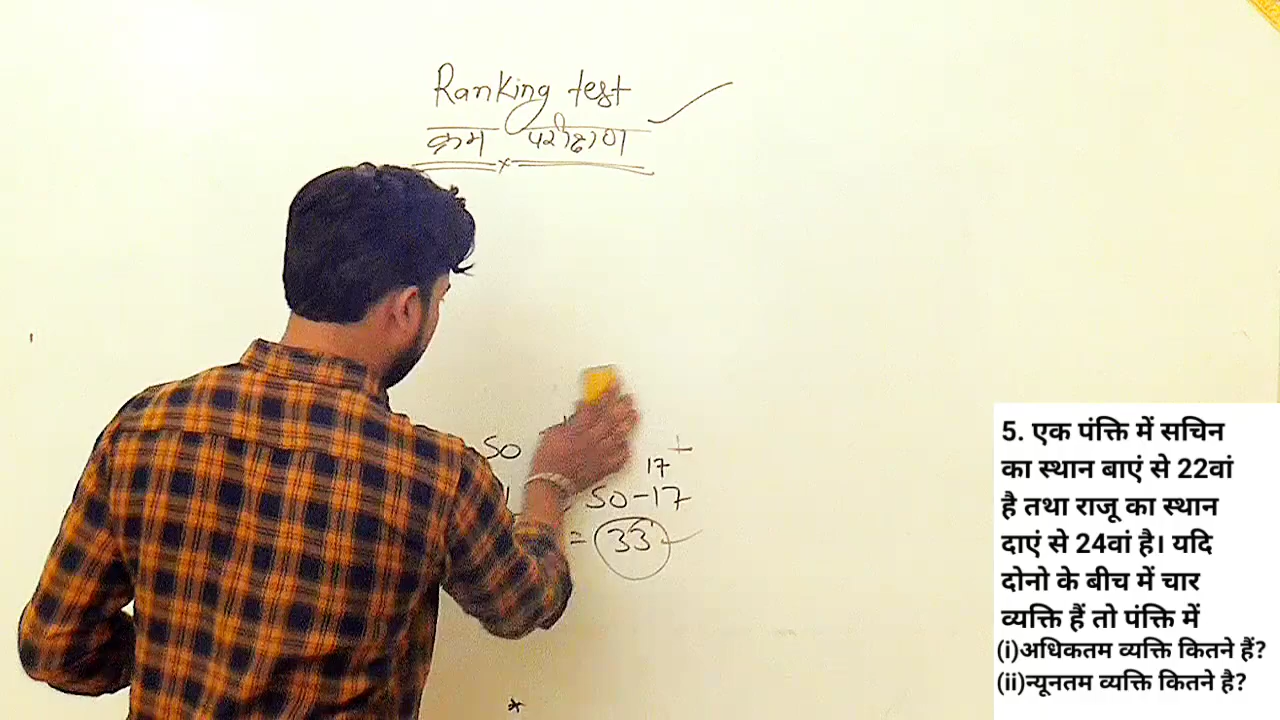 Ranking test
क्रम परीक्षण
50
17
50-17
= 33
5. एक पंक्ति में सचिन
का स्थान बाएं से 22वां
है तथा राजू का स्थान
दाएं से 24वां है। यदि
दोनो के बीच में चार
व्यक्ति हैं तो पंक्ति में
(i)अधिकतम व्यक्ति कितने हैं?
(ii)न्यूनतम व्यक्ति कितने है?